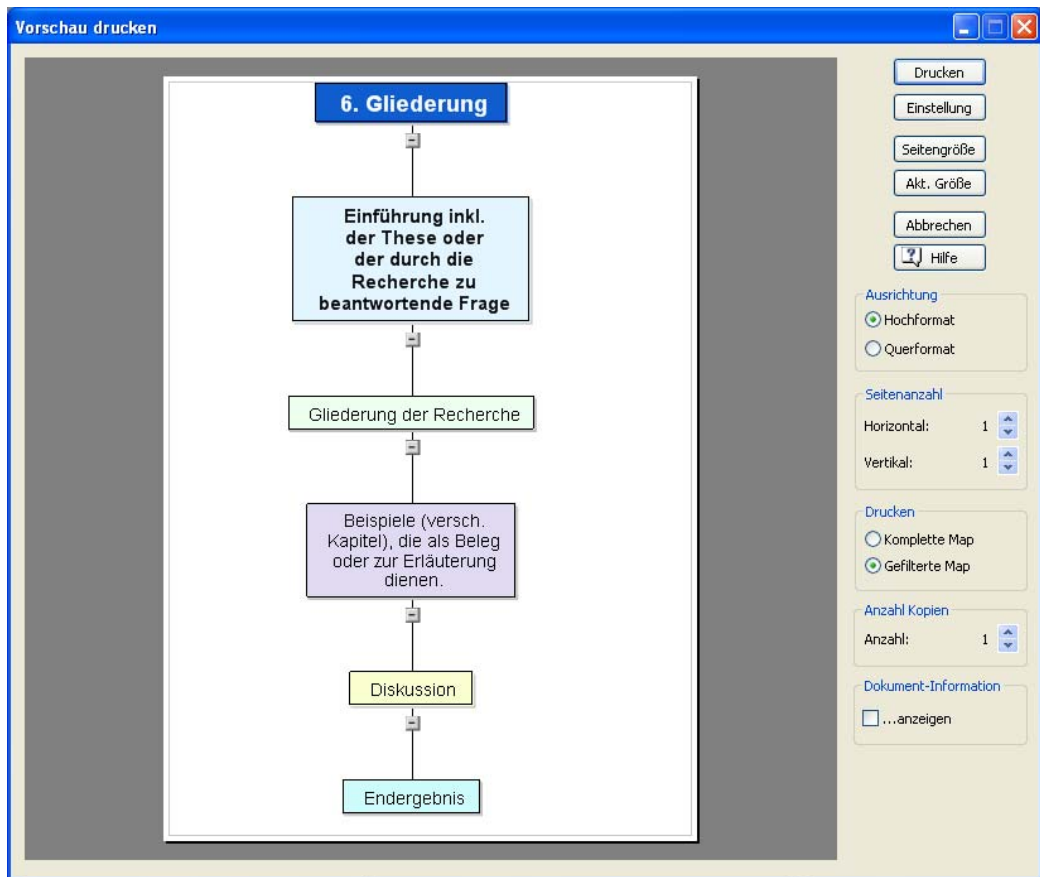 Vorschau drucken
6. Gliederung
Einführung inkl.
der These oder
der durch die
Recherche zu
beantwortende Frage
Gliederung der Recherche
Beispiele (versch.
Kapitel), die als Beleg
oder zur Erläuterung
dienen.
Diskussion
Endergebnis
Drucken
Einstellung
Seitengröße
Akt. Größe
Abbrechen
Hilfe
Ausrichtung
Hochformat
Querformat
Seitenanzahl
Horizontal: 1
Vertikal: 1
Drucken
Komplette Map
Gefilterte Map
Anzahl Kopien
Anzahl: 1
Dokument-Information
...anzeigen